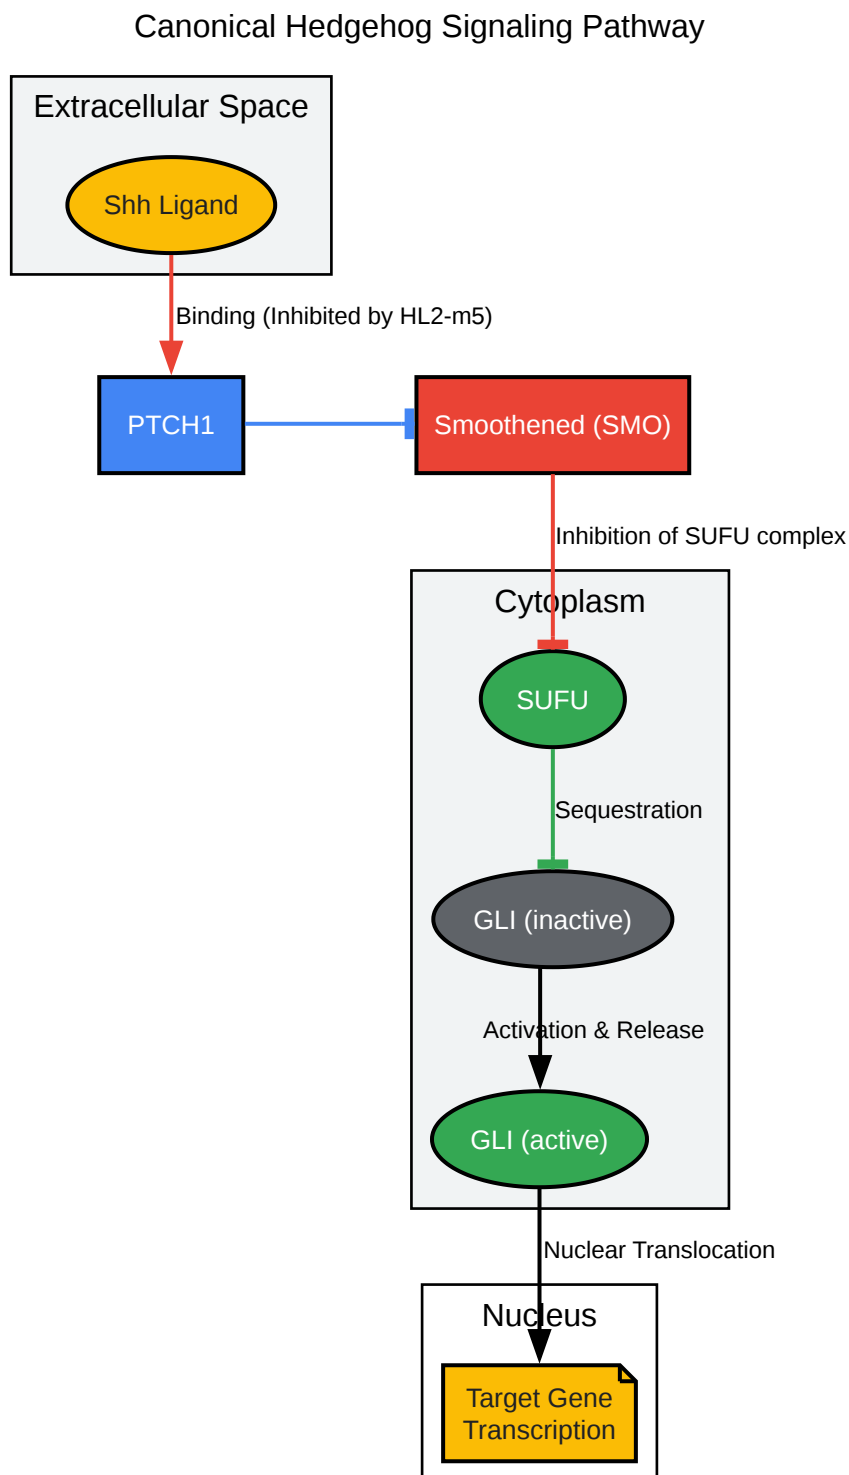 Canonical Hedgehog Signaling Pathway
Extracellular Space
Shh Ligand
Binding (Inhibited by HL2-m5)
PTCH1
Smoothened (SMO)
Inhibition of SUFU complex
Cytoplasm
SUFU
Sequestration
GLI (inactive)
Activation & Release
GLI (active)
Nuclear Translocation
Nucleus
Target Gene
Transcription